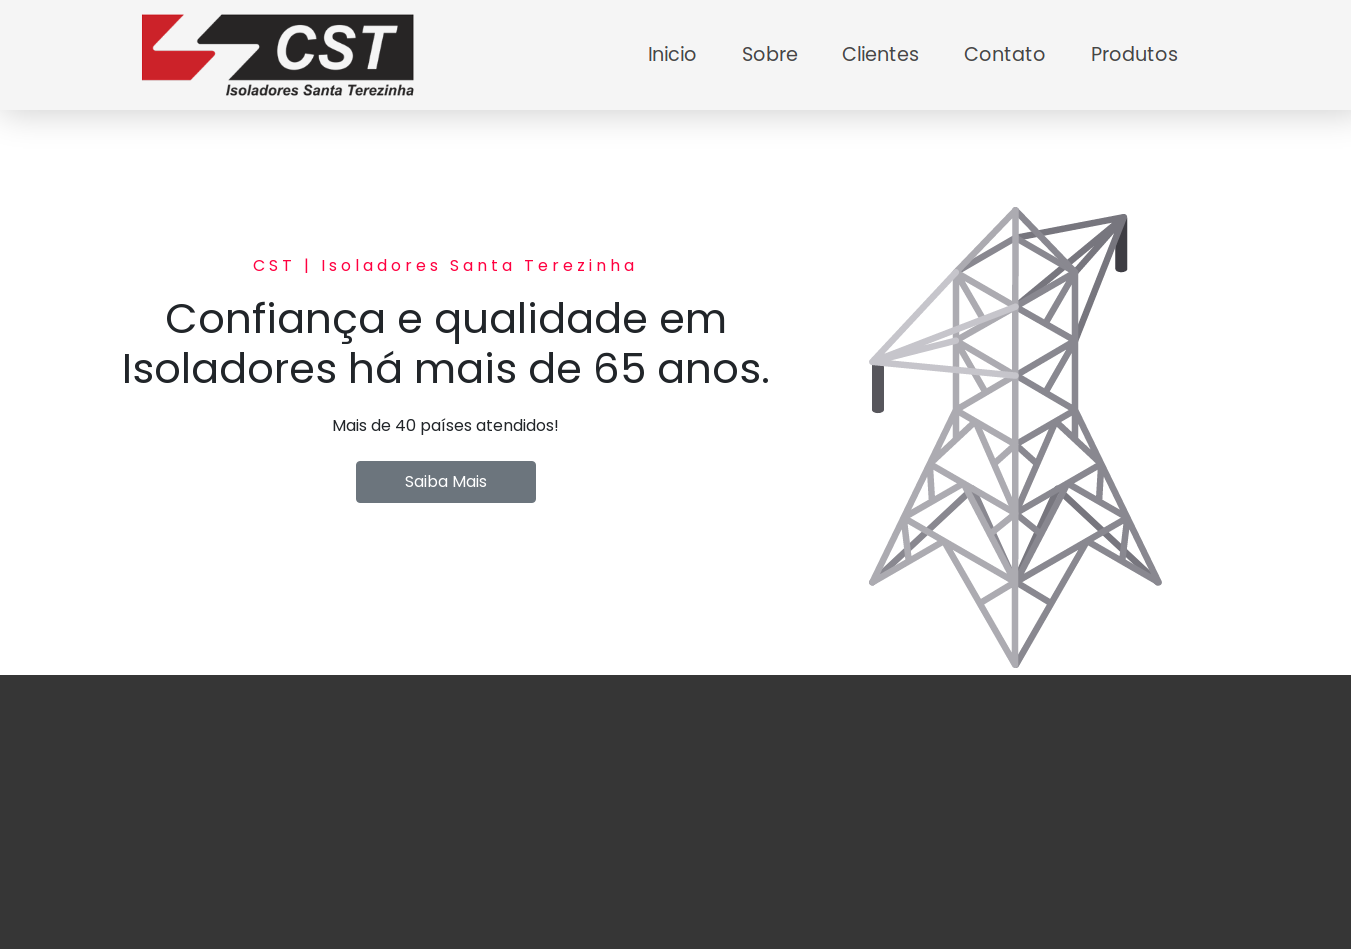 CST
Isoladores Santa Terezinha
Inicio
Sobre
Clientes
Contato
Produtos
CST | Isoladores Santa Terezinha
Confiança e qualidade em
Isoladores há mais de 65 anos.
Mais de 40 países atendidos!
Saiba Mais